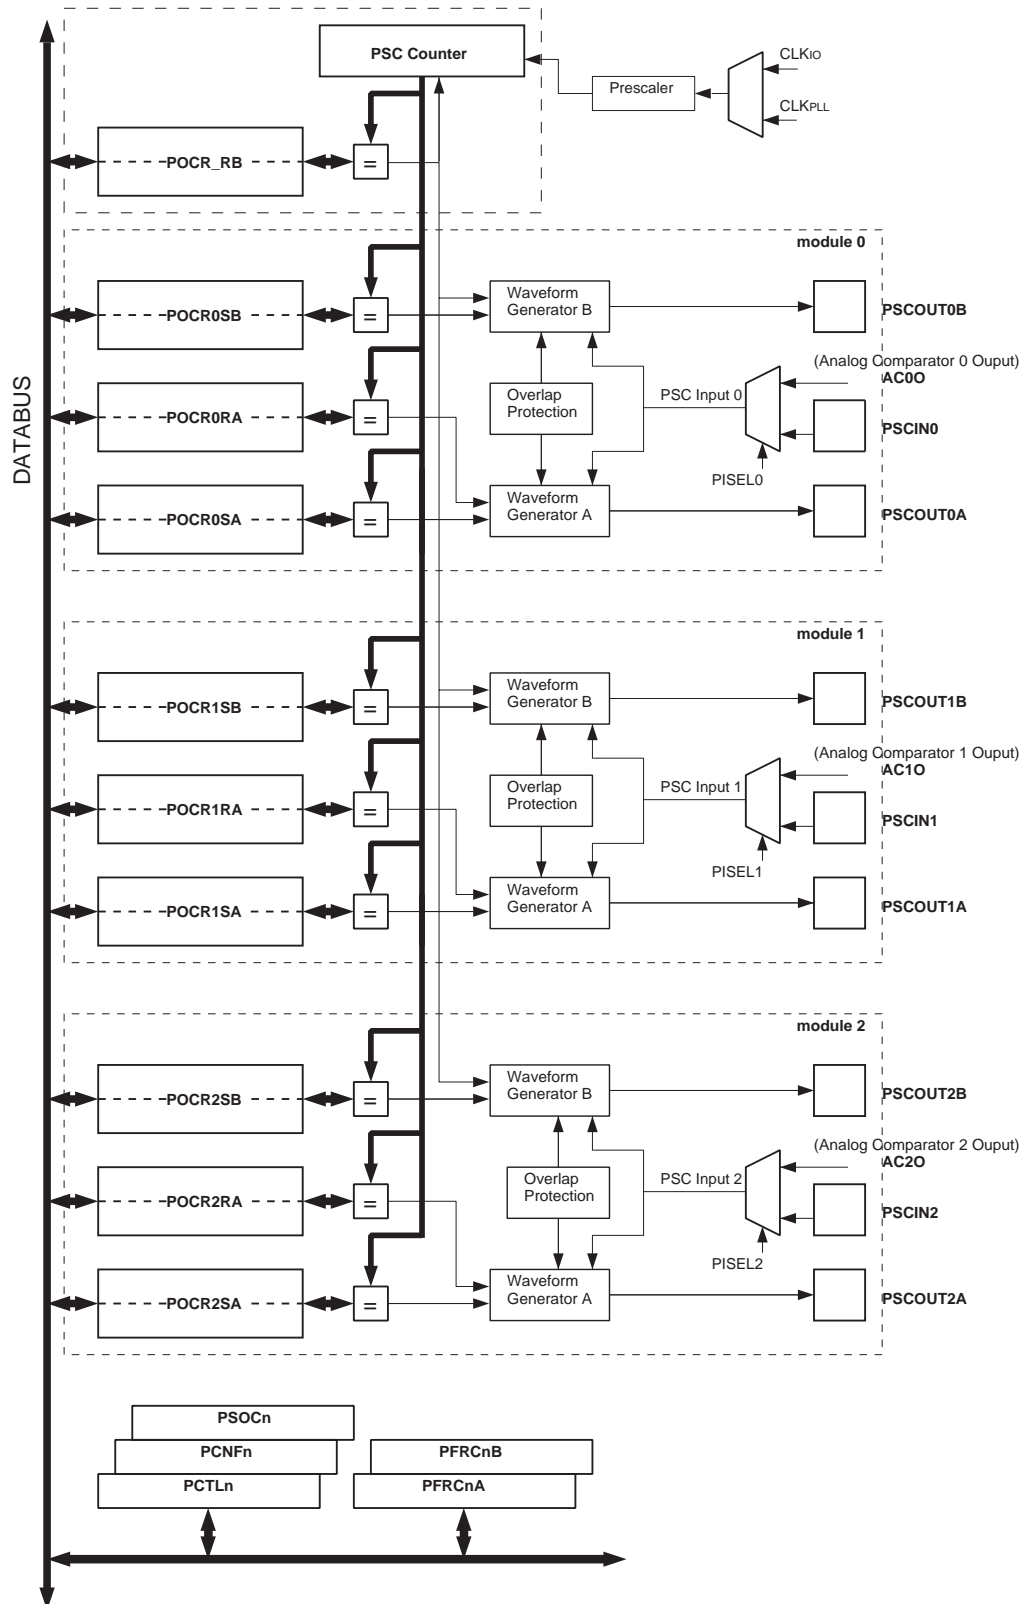 PSC Counter
CLKIO
Prescaler
CLKPLL
POCR_RB
=
module 0
POCR0SB
=
Waveform
Generator B
PSCOUT0B
(Analog Comparator 0 Ouput)
AC0O
DATABUS
POCR0RA
=
Overlap
Protection
PSC Input 0
PSCIN0
PISEL0
POCR0SA
=
Waveform
Generator A
PSCOUT0A
module 1
POCR1SB
=
Waveform
Generator B
PSCOUT1B
(Analog Comparator 1 Ouput)
AC1O
POCR1RA
=
Overlap
Protection
PSC Input 1
PSCIN1
PISEL1
POCR1SA
=
Waveform
Generator A
PSCOUT1A
module 2
POCR2SB
=
Waveform
Generator B
PSCOUT2B
(Analog Comparator 2 Ouput)
AC2O
POCR2RA
=
Overlap
Protection
PSC Input 2
PSCIN2
PISEL2
POCR2SA
=
Waveform
Generator A
PSCOUT2A
PSOCn
PCNFn
PFRCnB
PCTLn
PFRCnA